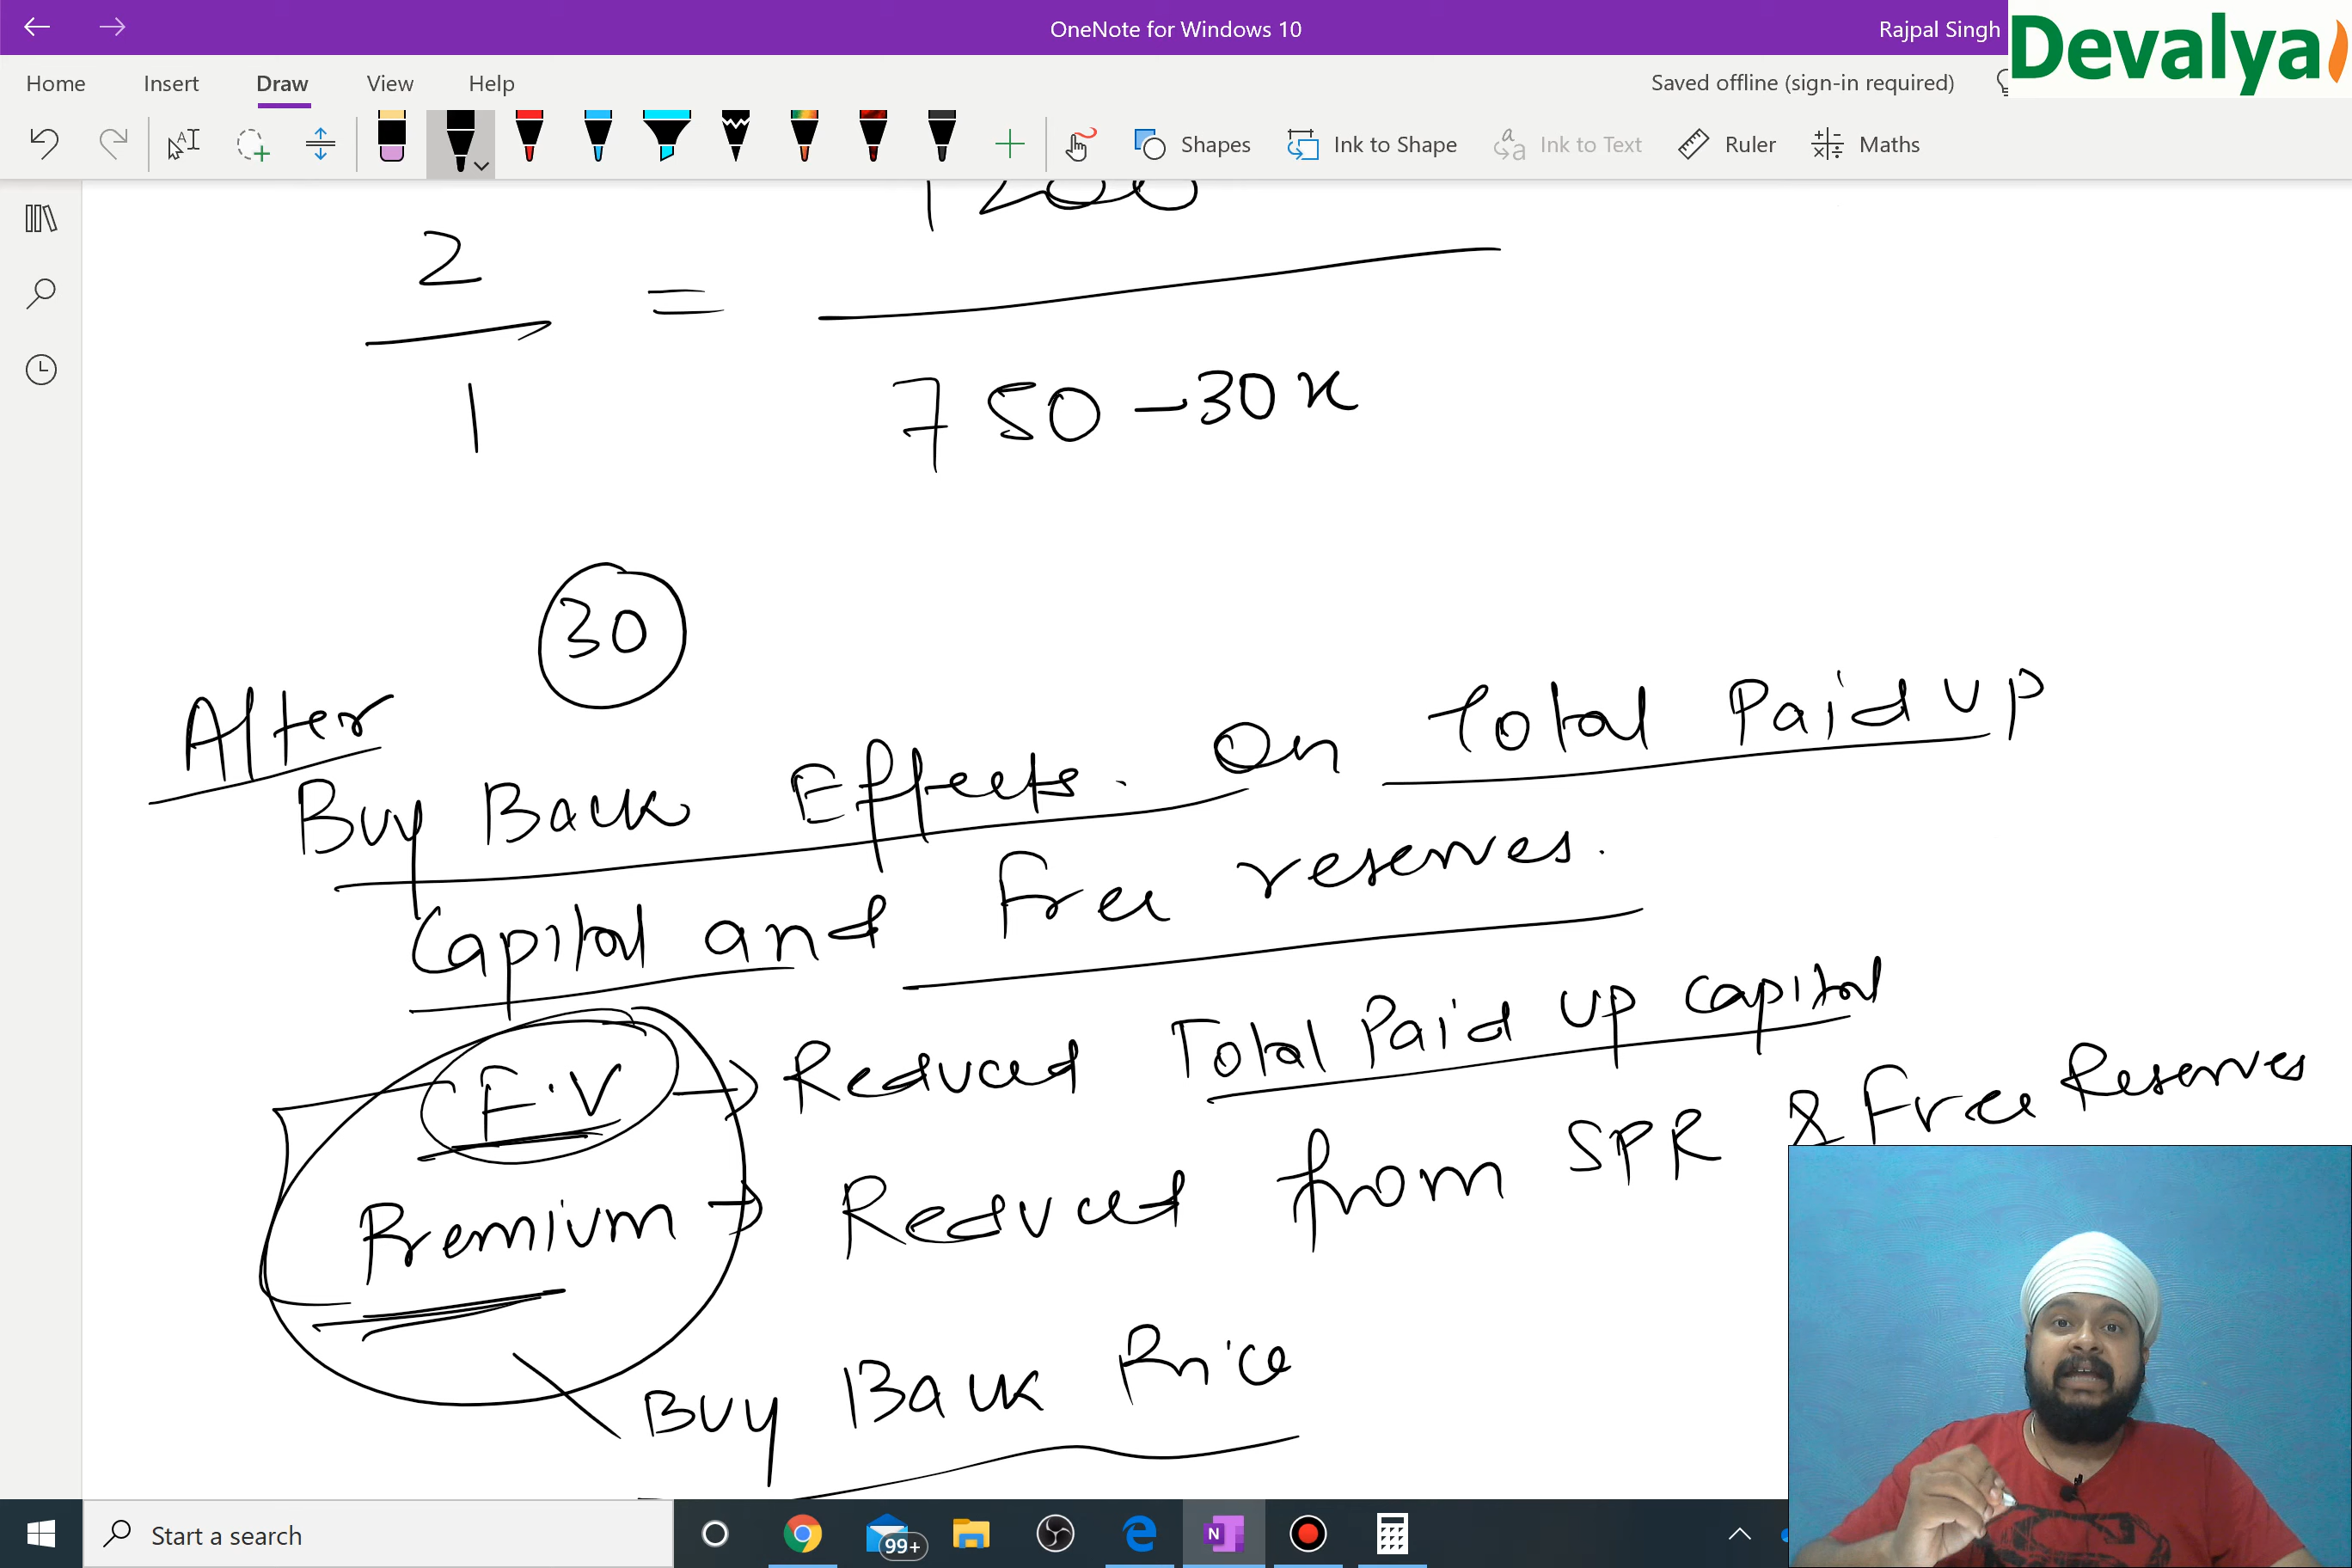 OneNote for Windows 10
Rajpal Singh
Devalya
Home Insert Draw View Help
Saved offline (sign-in required)
Shapes Ink to Shape Ink to Text Ruler Maths
1200
2 =
1 750 - 30x
30
After
Buy Back Effects. On Total Paid up
Capital and Free reserves.
F.V → Reduced Total Paid up capital
Premium → Reduced from SPR & Free Reserves
Buy Back Price
Start a search
99+
N